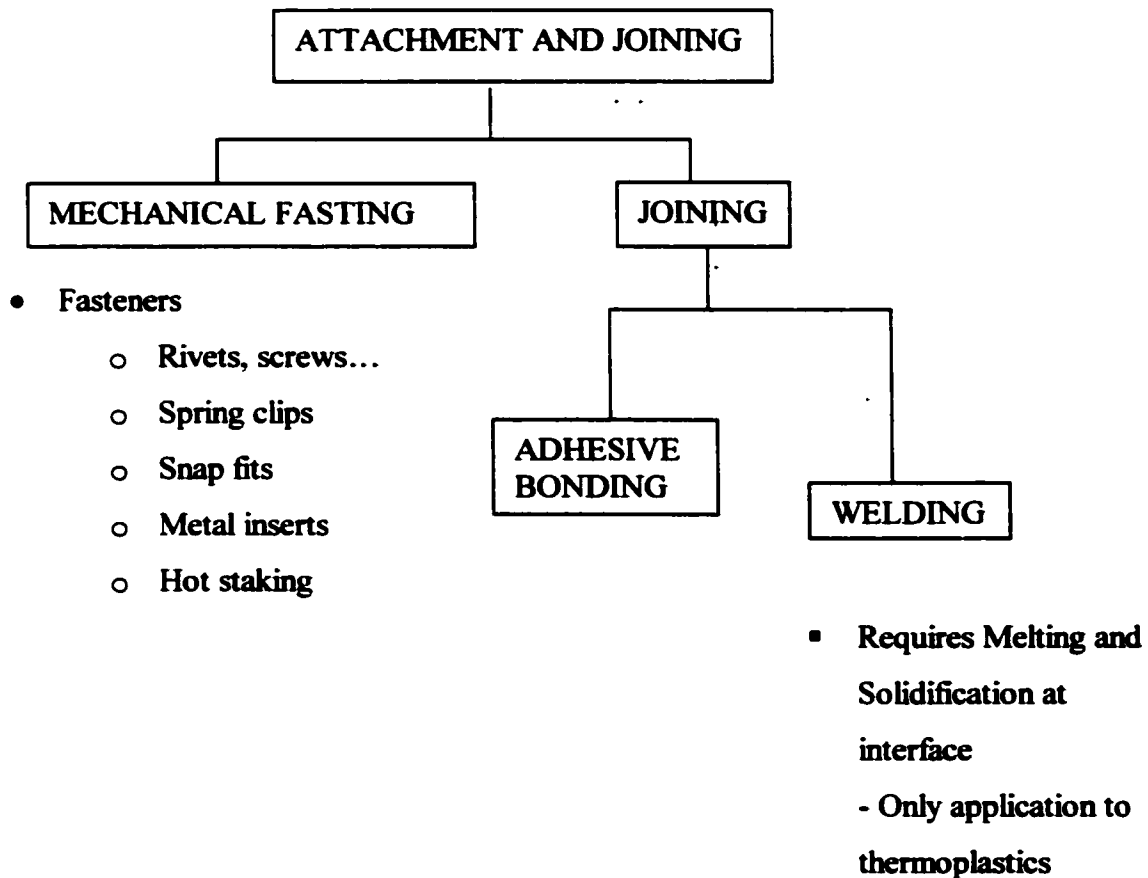 ATTACHMENT AND JOINING
MECHANICAL FASTING
JOINING
• Fasteners
o Rivets, screws...
o Spring clips
o Snap fits
o Metal inserts
o Hot staking
ADHESIVE
BONDING
WELDING
▪ Requires Melting and
Solidification at
interface
- Only application to
thermoplastics